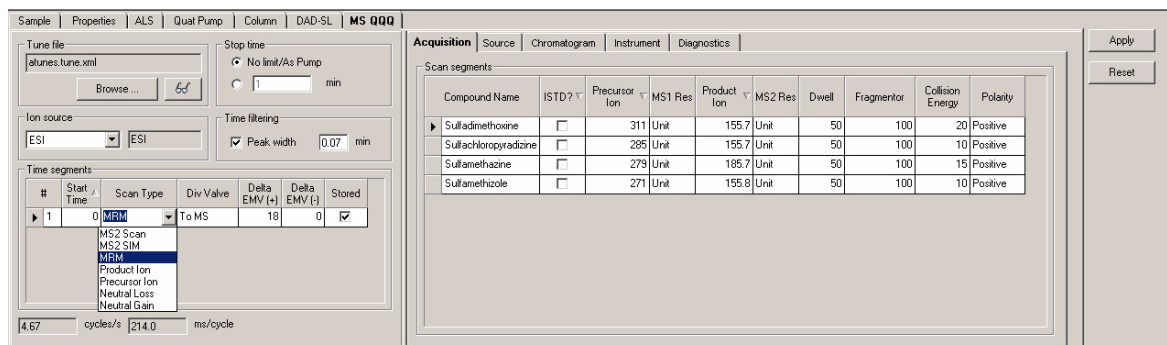 Sample Properties ALS Quat Pump Column DAD-SL MS QQQ
Tune file
atunes.tune.xml
Browse ...
Stop time
No limit/As Pump
1 min
Ion source
ESI ESI
Time filtering
Peak width 0.07 min
Time segments
# Start Time Scan Type Div Valve Delta EMV (+) Delta EMV (-) Stored
1 0 MRM To MS 18 0
MS2 Scan
MS2 SIM
MRM
Product Ion
Precursor Ion
Neutral Loss
Neutral Gain
4.67 cycles/s 214.0 ms/cycle
Acquisition Source Chromatogram Instrument Diagnostics
Scan segments
Compound Name ISTD? Precursor Ion MS1 Res Product Ion MS2 Res Dwell Fragmentor Collision Energy Polarity
Sulfadimethoxine 311 Unit 155.7 Unit 50 100 20 Positive
Sulfachloropyradizine 285 Unit 155.7 Unit 50 100 10 Positive
Sulfamethazine 279 Unit 185.7 Unit 50 100 15 Positive
Sulfamethizole 271 Unit 155.8 Unit 50 100 10 Positive
Apply
Reset